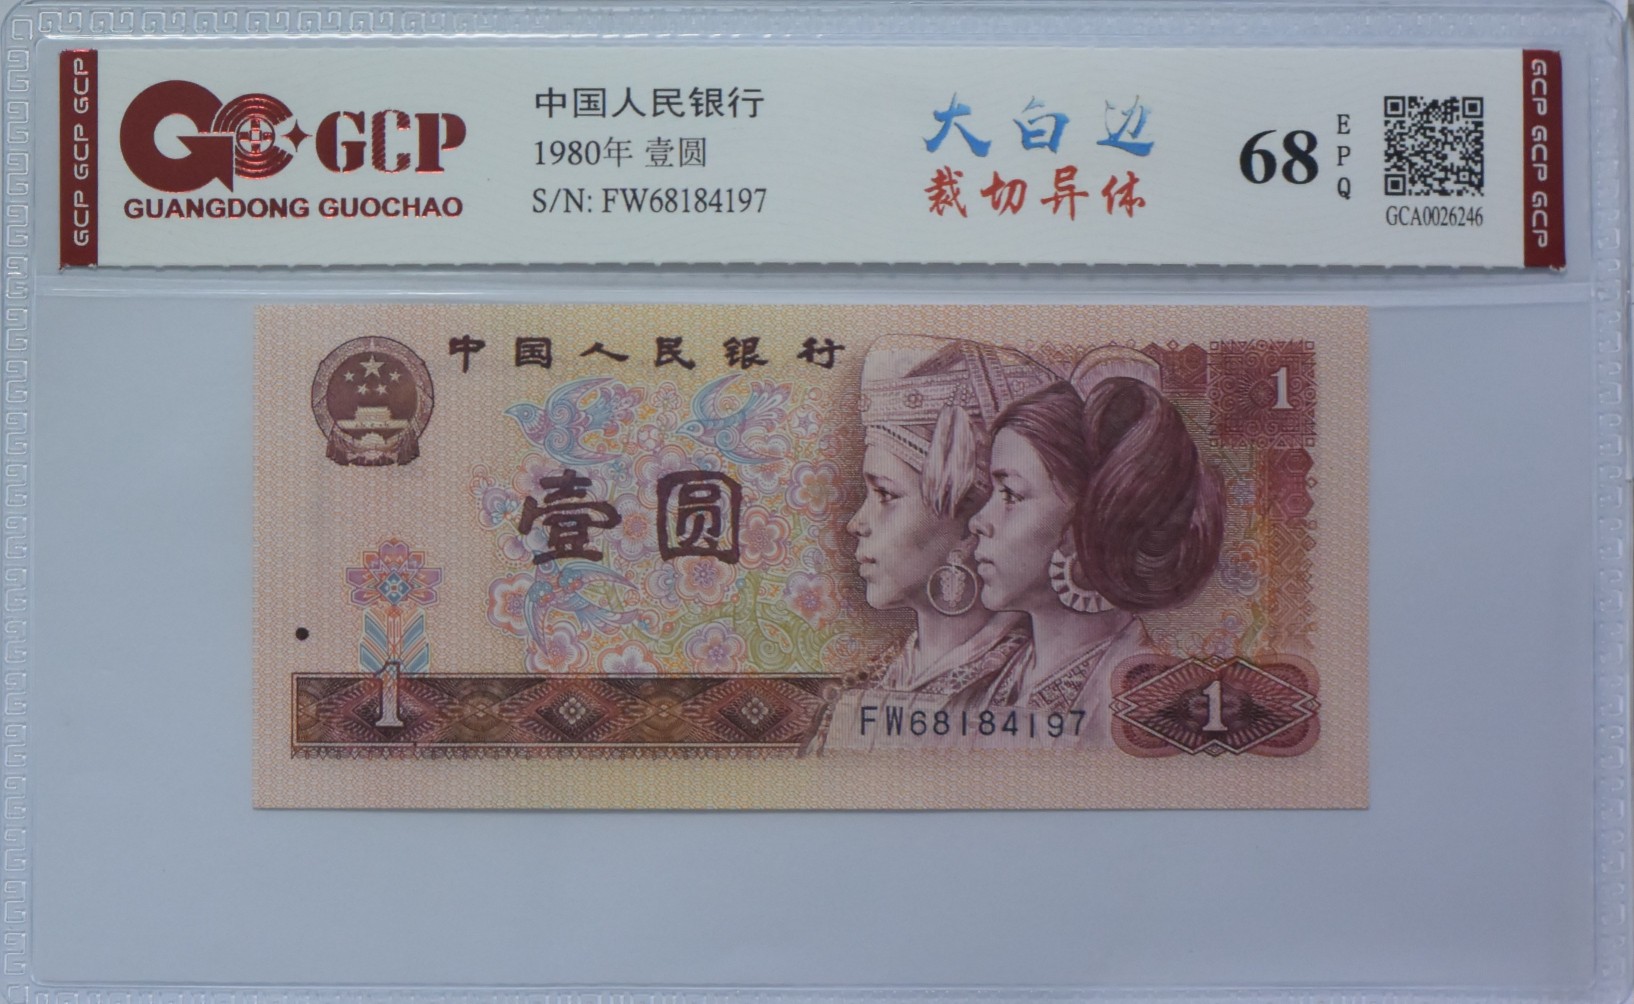 GCP GCP GCP
GCP
GUANGDONG GUOCHAO
中国人民银行
1980年 壹圆
S/N: FW68184197
大白边
裁切异体
68
EPQ
GCA0026246
GCP GCP GCP
中国人民银行
1
壹圆
1
FW68184197
1